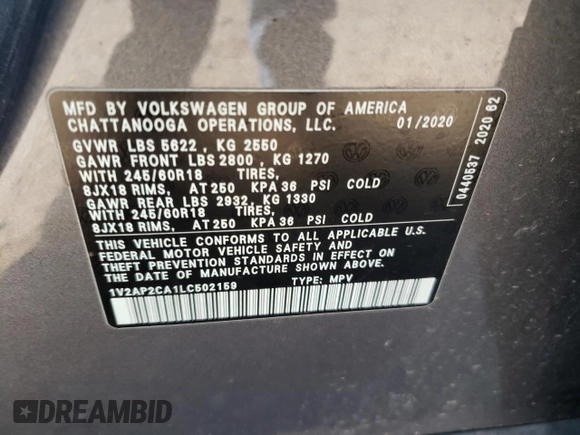 MFD BY VOLKSWAGEN GROUP OF AMERICA
CHATTANOOGA OPERATIONS, LLC. 01/2020
GVWR LBS 5622 , KG 2550
GAWR FRONT LBS 2800 , KG 1270
WITH 245/60R18 TIRES,
8JX18 RIMS, AT 250 KPA 36 PSI COLD
GAWR REAR LBS 2932, KG 1330
WITH 245/60R18 TIRES,
8JX18 RIMS, AT 250 KPA 36 PSI COLD
THIS VEHICLE CONFORMS TO ALL APPLICABLE U.S.
FEDERAL MOTOR VEHICLE SAFETY AND
THEFT PREVENTION STANDARDS IN EFFECT ON
THE DATE OF MANUFACTURE SHOWN ABOVE.
1V2AP2CA1LC502159 TYPE: MPV
0440537 2020 62
DREAMBID